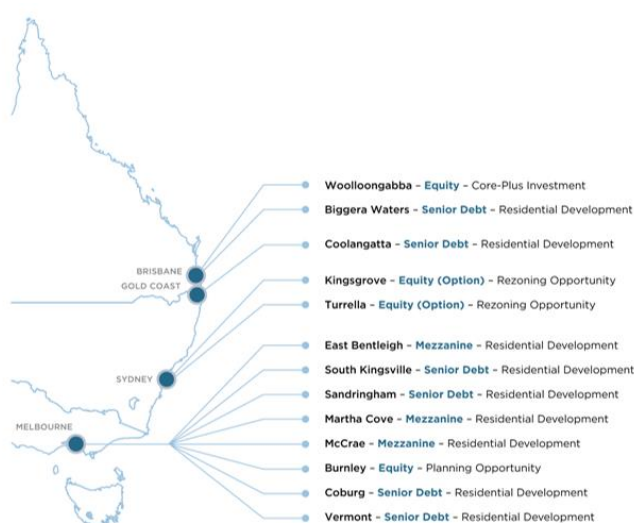 Woolloongabba – Equity – Core-Plus Investment
Biggera Waters – Senior Debt – Residential Development
Coolangatta – Senior Debt – Residential Development
BRISBANE
GOLD COAST
Kingsgrove – Equity (Option) – Rezoning Opportunity
Turrella – Equity (Option) – Rezoning Opportunity
East Bentleigh – Mezzanine – Residential Development
South Kingsville – Senior Debt – Residential Development
SYDNEY
Sandringham – Senior Debt – Residential Development
Martha Cove – Mezzanine – Residential Development
MELBOURNE
McCrae – Mezzanine – Residential Development
Burnley – Equity – Planning Opportunity
Coburg – Senior Debt – Residential Development
Vermont – Senior Debt – Residential Development